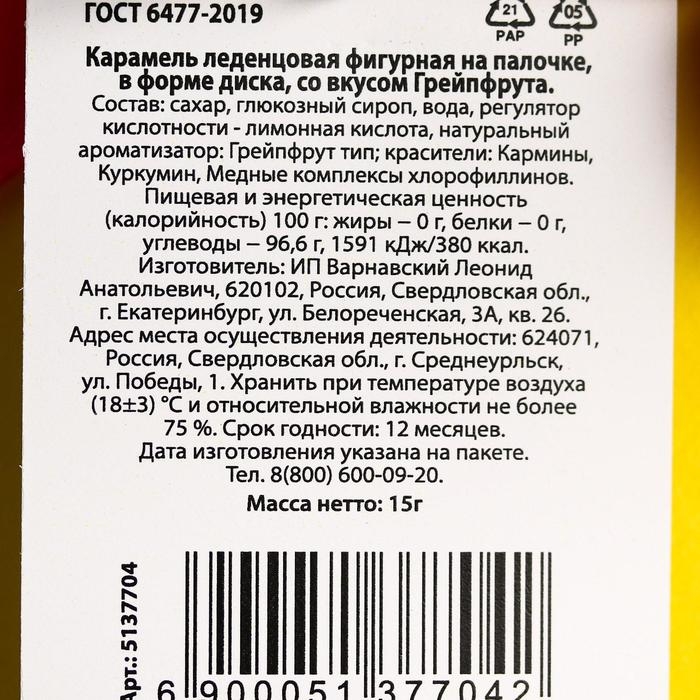 ГОСТ 6477-2019
21
PAP
05
PP
Карамель леденцовая фигурная на палочке,
в форме диска, со вкусом Грейпфрута.
Состав: сахар, глюкозный сироп, вода, регулятор
кислотности - лимонная кислота, натуральный
ароматизатор: Грейпфрут тип; красители: Кармины,
Куркумин, Медные комплексы хлорофиллинов.
Пищевая и энергетическая ценность
(калорийность) 100 г: жиры – 0 г, белки – 0 г,
углеводы – 96,6 г, 1591 кДж/380 ккал.
Изготовитель: ИП Варнавский Леонид
Анатольевич, 620102, Россия, Свердловская обл.,
г. Екатеринбург, ул. Белореченская, 3А, кв. 26.
Адрес места осуществления деятельности: 624071,
Россия, Свердловская обл., г. Среднеурльск,
ул. Победы, 1. Хранить при температуре воздуха
(18±3) °С и относительной влажности не более
75 %. Срок годности: 12 месяцев.
Дата изготовления указана на пакете.
Тел. 8(800) 600-09-20.
Масса нетто: 15г
Арт.: 5137704
6 900051 377042